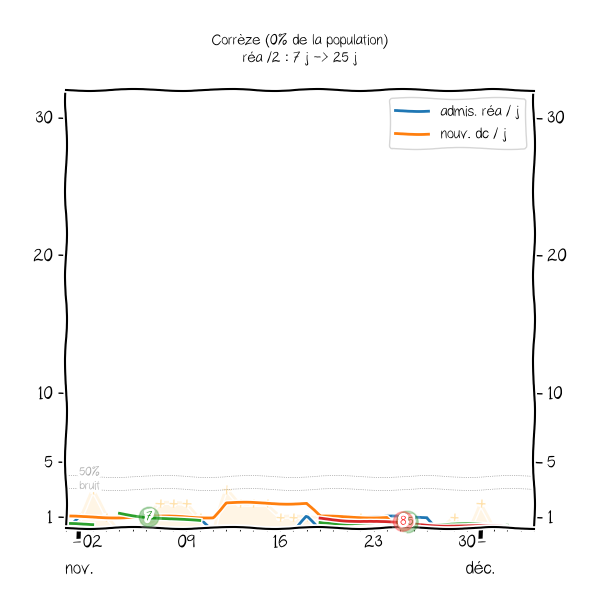 Corrèze (0% de la population)
réa /2 : 7 j -> 25 j
admis. réa / j
nouv. dc / j
30
30
20
20
10
10
5
5
50%
bruit
1
1
7
02
09
16
23
30
nov.
déc.